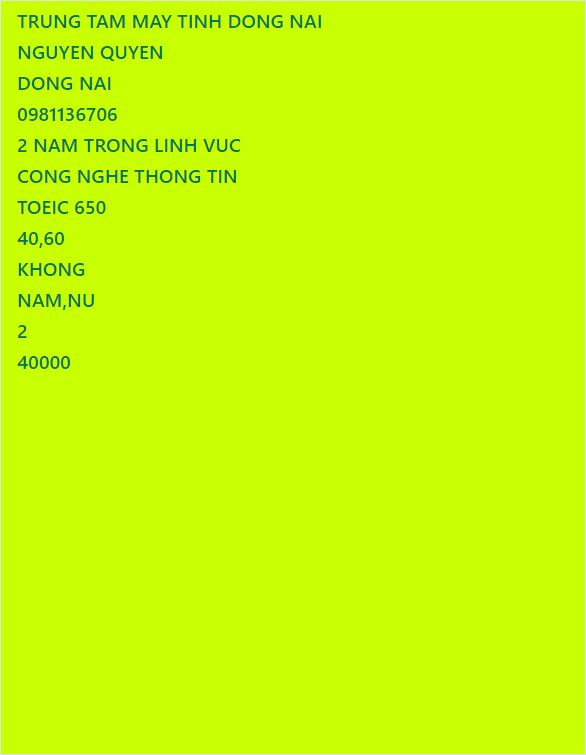 TRUNG TAM MAY TINH DONG NAI
NGUYEN QUYEN
DONG NAI
0981136706
2 NAM TRONG LINH VUC
CONG NGHE THONG TIN
TOEIC 650
40,60
KHONG
NAM,NU
2
40000